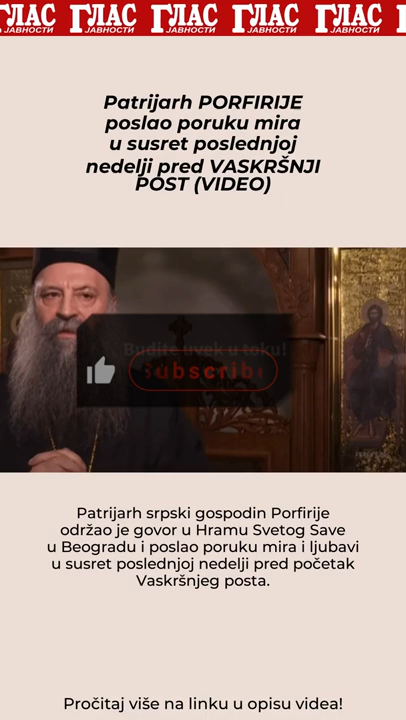 ГЛАС ГЛАС ГЛАС ГЛАС ГЛАС
ЈАВНОСТИ ЈАВНОСТИ ЈАВНОСТИ ЈАВНОСТИ
Patrijarh PORFIRIJE
poslao poruku mira
u susret poslednjoj
nedelji pred VASKRŠNJI
POST (VIDEO)
Budite uvek u toku!
Subscribe
Patrijarh srpski gospodin Porfirije
održao je govor u Hramu Svetog Save
u Beogradu i poslao poruku mira i ljubavi
u susret poslednjoj nedelji pred početak
Vaskršnjeg posta.
Pročitaj više na linku u opisu videa!